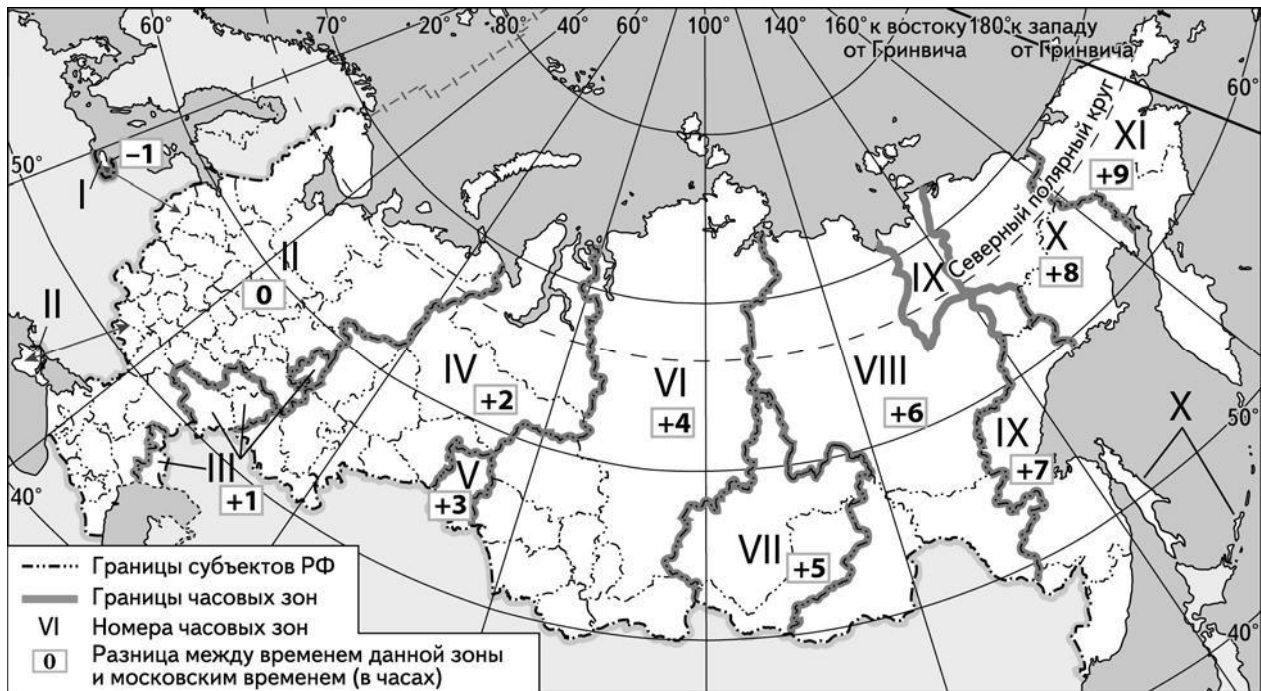 60° 70° 20° 40° 60° 80° 100° 120° 140° 160° к востоку 180° к западу
от Гринвича от Гринвича
60°
50°
50°
40°
40°
Северный полярный круг
I
–1
II
0
II
III
+1
IV
+2
V
+3
VI
+4
VII
+5
VIII
+6
IX
IX
+7
X
+8
XI
+9
X
Границы субъектов РФ
Границы часовых зон
VI Номера часовых зон
0 Разница между временем данной зоны
и московским временем (в часах)